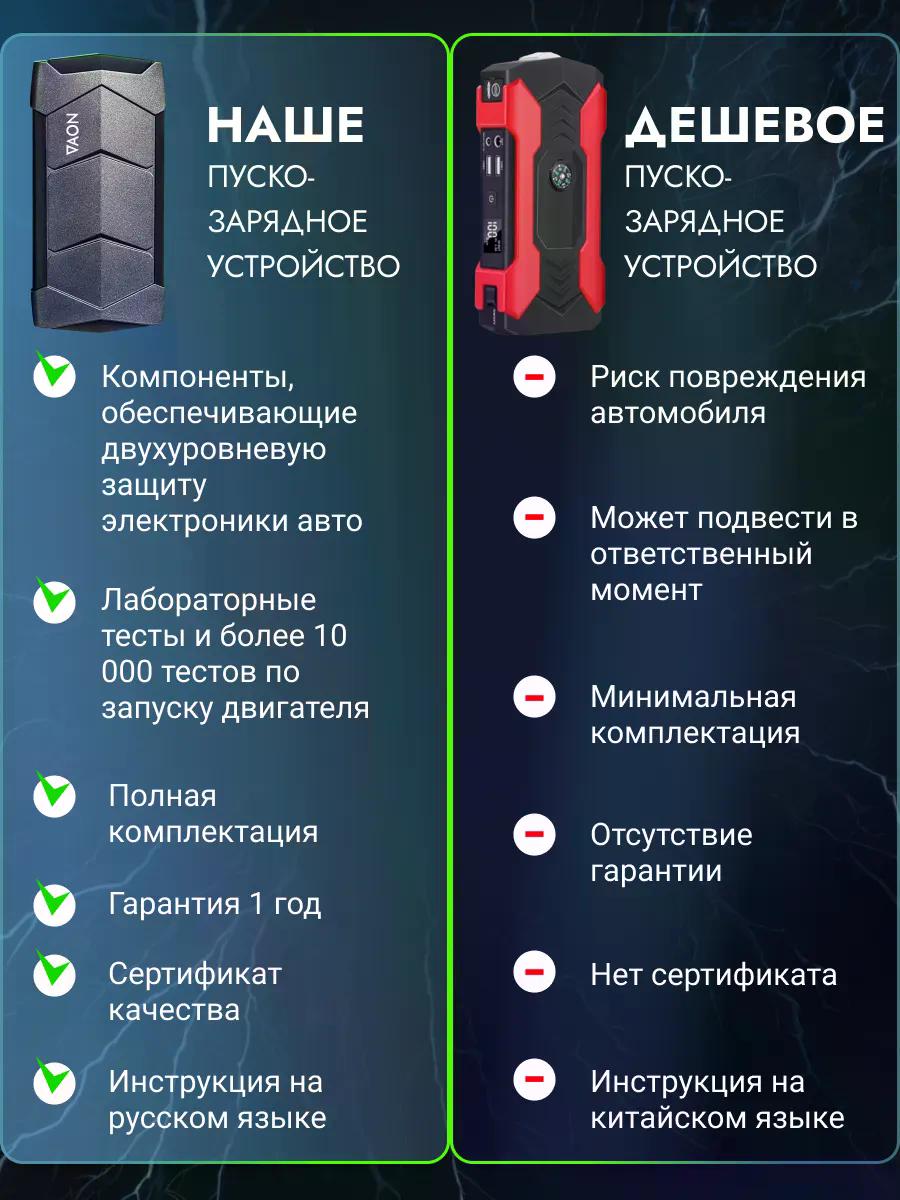 VAON
НАШЕ
ПУСКО-
ЗАРЯДНОЕ
УСТРОЙСТВО
Компоненты,
обеспечивающие
двухуровневую
защиту
электроники авто
Лабораторные
тесты и более 10
000 тестов по
запуску двигателя
Полная
комплектация
Гарантия 1 год
Сертификат
качества
Инструкция на
русском языке
ДЕШЕВОЕ
ПУСКО-
ЗАРЯДНОЕ
УСТРОЙСТВО
Риск повреждения
автомобиля
Может подвести в
ответственный
момент
Минимальная
комплектация
Отсутствие
гарантии
Нет сертификата
Инструкция на
китайском языке